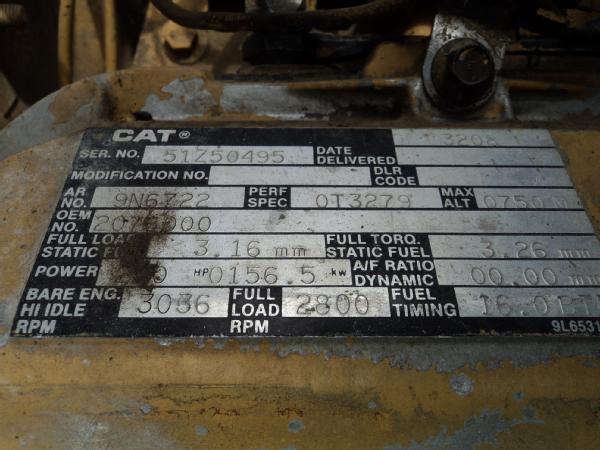 CAT® 3208
SER. NO. 51Z50495 DATE DELIVERED
MODIFICATION NO. DLR CODE
AR NO. 9N6722 PERF SPEC 0T3279 MAX ALT 0750 M
OEM NO.
FULL LOAD STATIC FUEL 3.16 mm FULL TORQ. STATIC FUEL 3.26 mm
POWER HP 0156.5 kw A/F RATIO DYNAMIC 00.00 mm
BARE ENG. HI IDLE RPM 3036 FULL LOAD RPM 2800 FUEL TIMING 16.0
9L6531